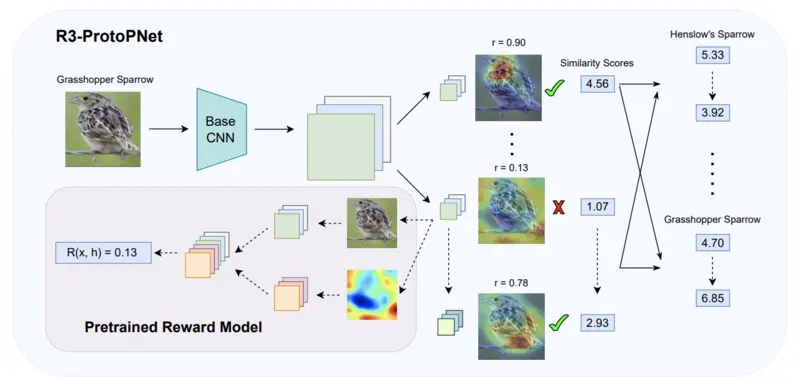 R3-ProtoPNet
Grasshopper Sparrow
Base
CNN
r = 0.90
Similarity Scores
4.56
Henslow's Sparrow
5.33
3.92
r = 0.13
X
1.07
Grasshopper Sparrow
4.70
6.85
R(x, h) = 0.13
Pretrained Reward Model
r = 0.78
2.93